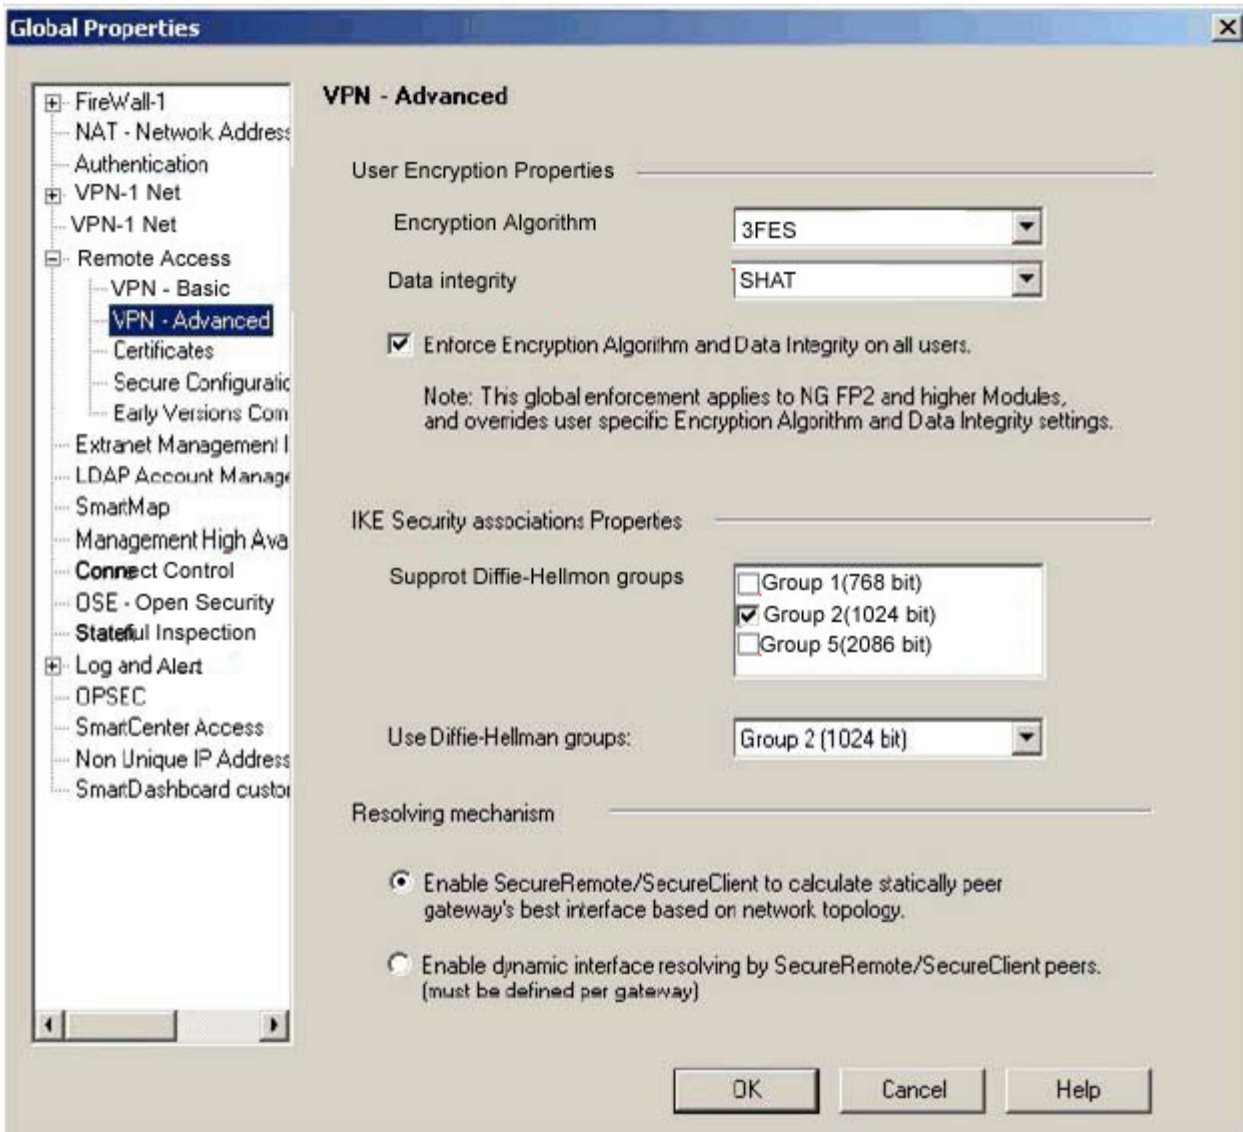 Global Properties
FireWall-1
NAT - Network Address
Authentication
VPN-1 Net
VPN-1 Net
Remote Access
VPN - Basic
VPN - Advanced
Certificates
Secure Configuratic
Early Versions Com
Extranet Management I
LDAP Account Manage
SmartMap
Management High Ava
Connect Control
OSE - Open Security
Stateful Inspection
Log and Alert
OPSEC
SmartCenter Access
Non Unique IP Address
SmartDashboard custor
VPN - Advanced
User Encryption Properties
Encryption Algorithm
3FES
Data integrity
SHAT
Enforce Encryption Algorithm and Data Integrity on all users.
Note: This global enforcement applies to NG FP2 and higher Modules,
and overrides user specific Encryption Algorithm and Data Integrity settings.
IKE Security associations Properties
Supprot Diffie-Hellmon groups
Group 1(768 bit)
Group 2(1024 bit)
Group 5(2086 bit)
Use Diffie-Hellman groups:
Group 2 (1024 bit)
Resolving mechanism
Enable SecureRemote/SecureClient to calculate statically peer
gateway's best interface based on network topology.
Enable dynamic interface resolving by SecureRemote/SecureClient peers.
(must be defined per gateway)
OK
Cancel
Help